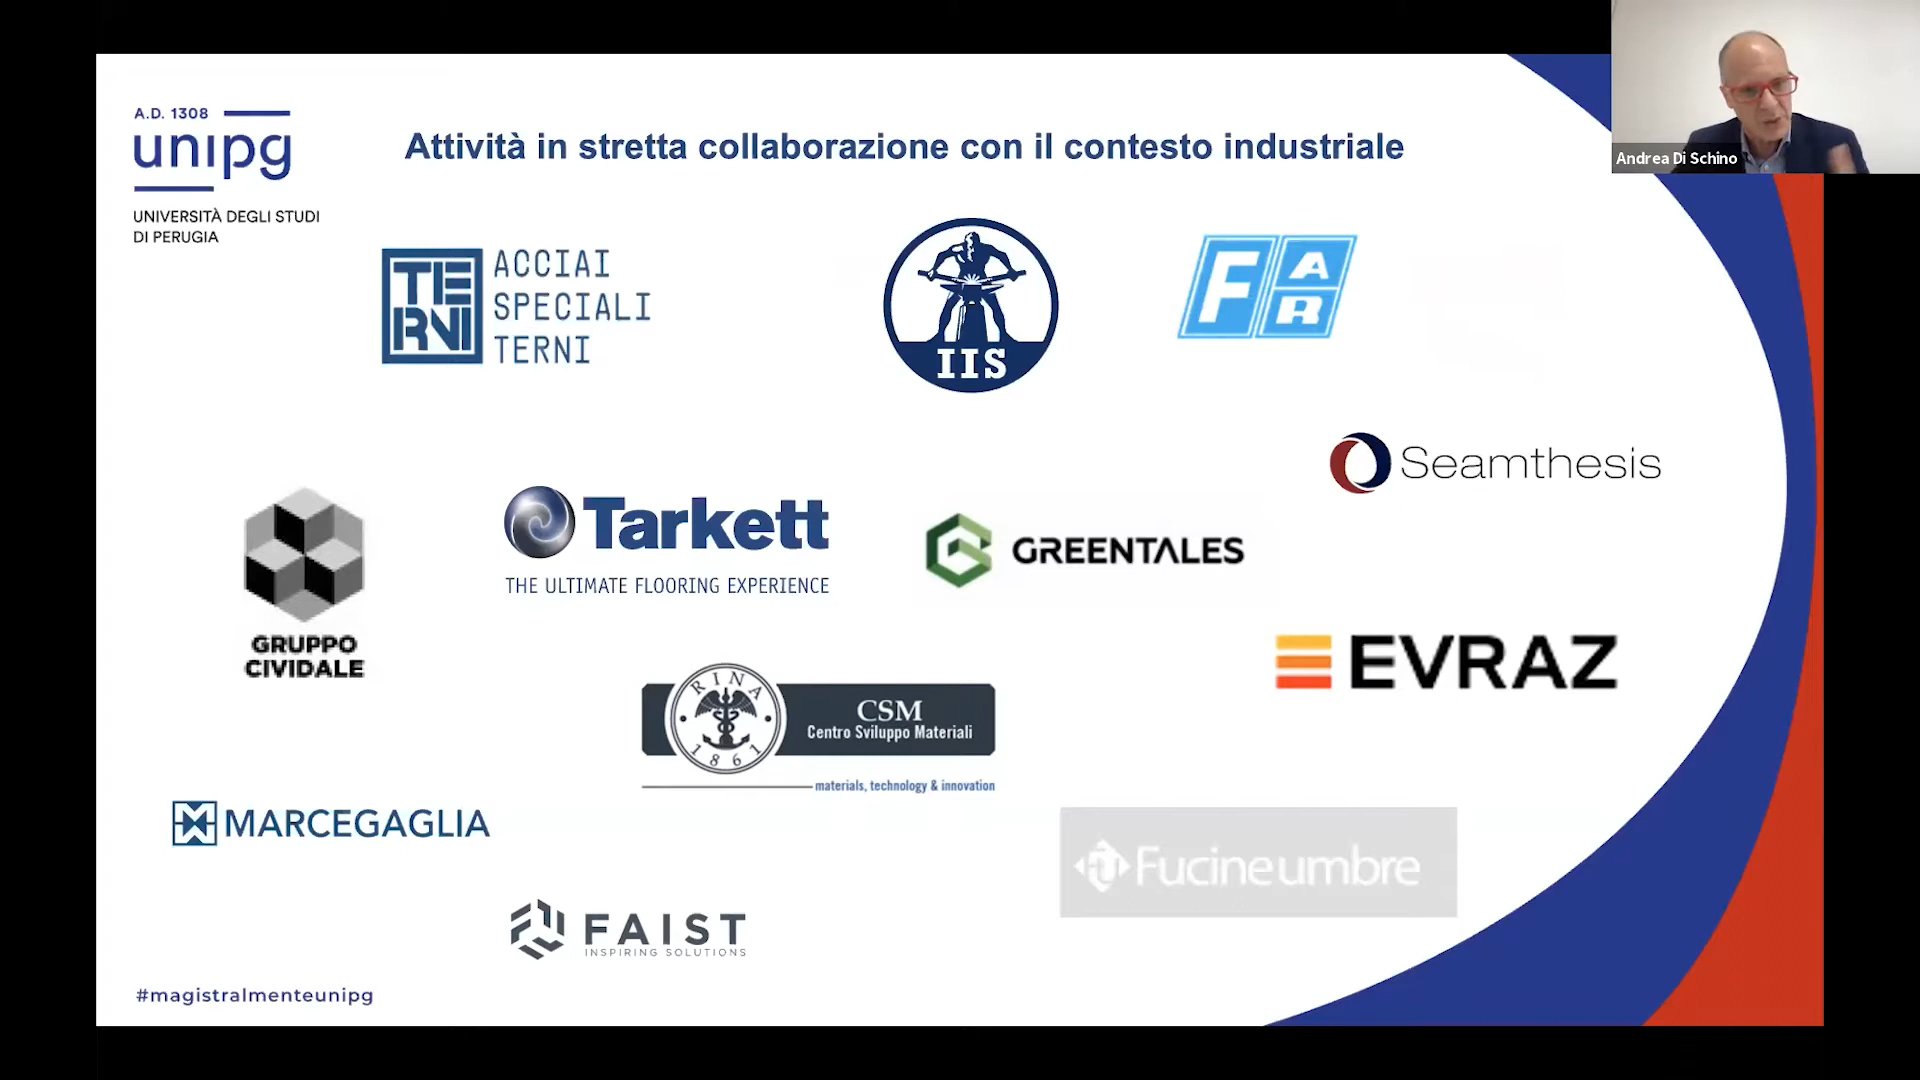 Andrea Di Schino
A.D. 1308
unipg
UNIVERSITÀ DEGLI STUDI
DI PERUGIA
Attività in stretta collaborazione con il contesto industriale
TE
RNI
ACCIAI
SPECIALI
TERNI
IIS
F
A
R
Seamthesis
GRUPPO
CIVIDALE
Tarkett
THE ULTIMATE FLOORING EXPERIENCE
GREENTALES
EVRAZ
RINA
1861
CSM
Centro Sviluppo Materiali
materials, technology & innovation
MARCEGAGLIA
Fucineumbre
FAIST
INSPIRING SOLUTIONS
#magistralmenteunipg